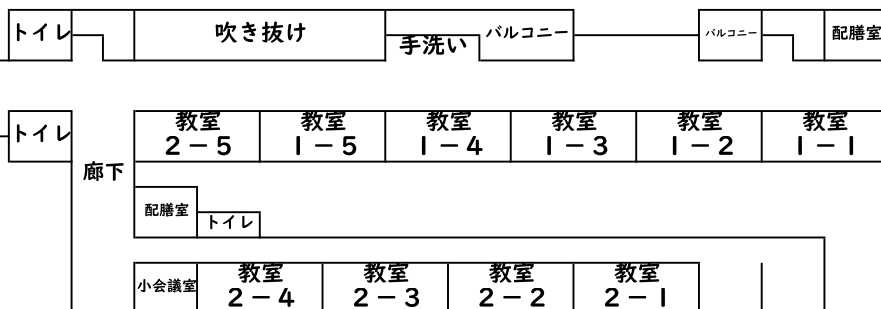 トイレ
吹き抜け
手洗い
バルコニー
バルコニー
配膳室
トイレ
教室
2－5
教室
1－5
教室
1－4
教室
1－3
教室
1－2
教室
1－1
廊下
配膳室
トイレ
小会議室
教室
2－4
教室
2－3
教室
2－2
教室
2－1